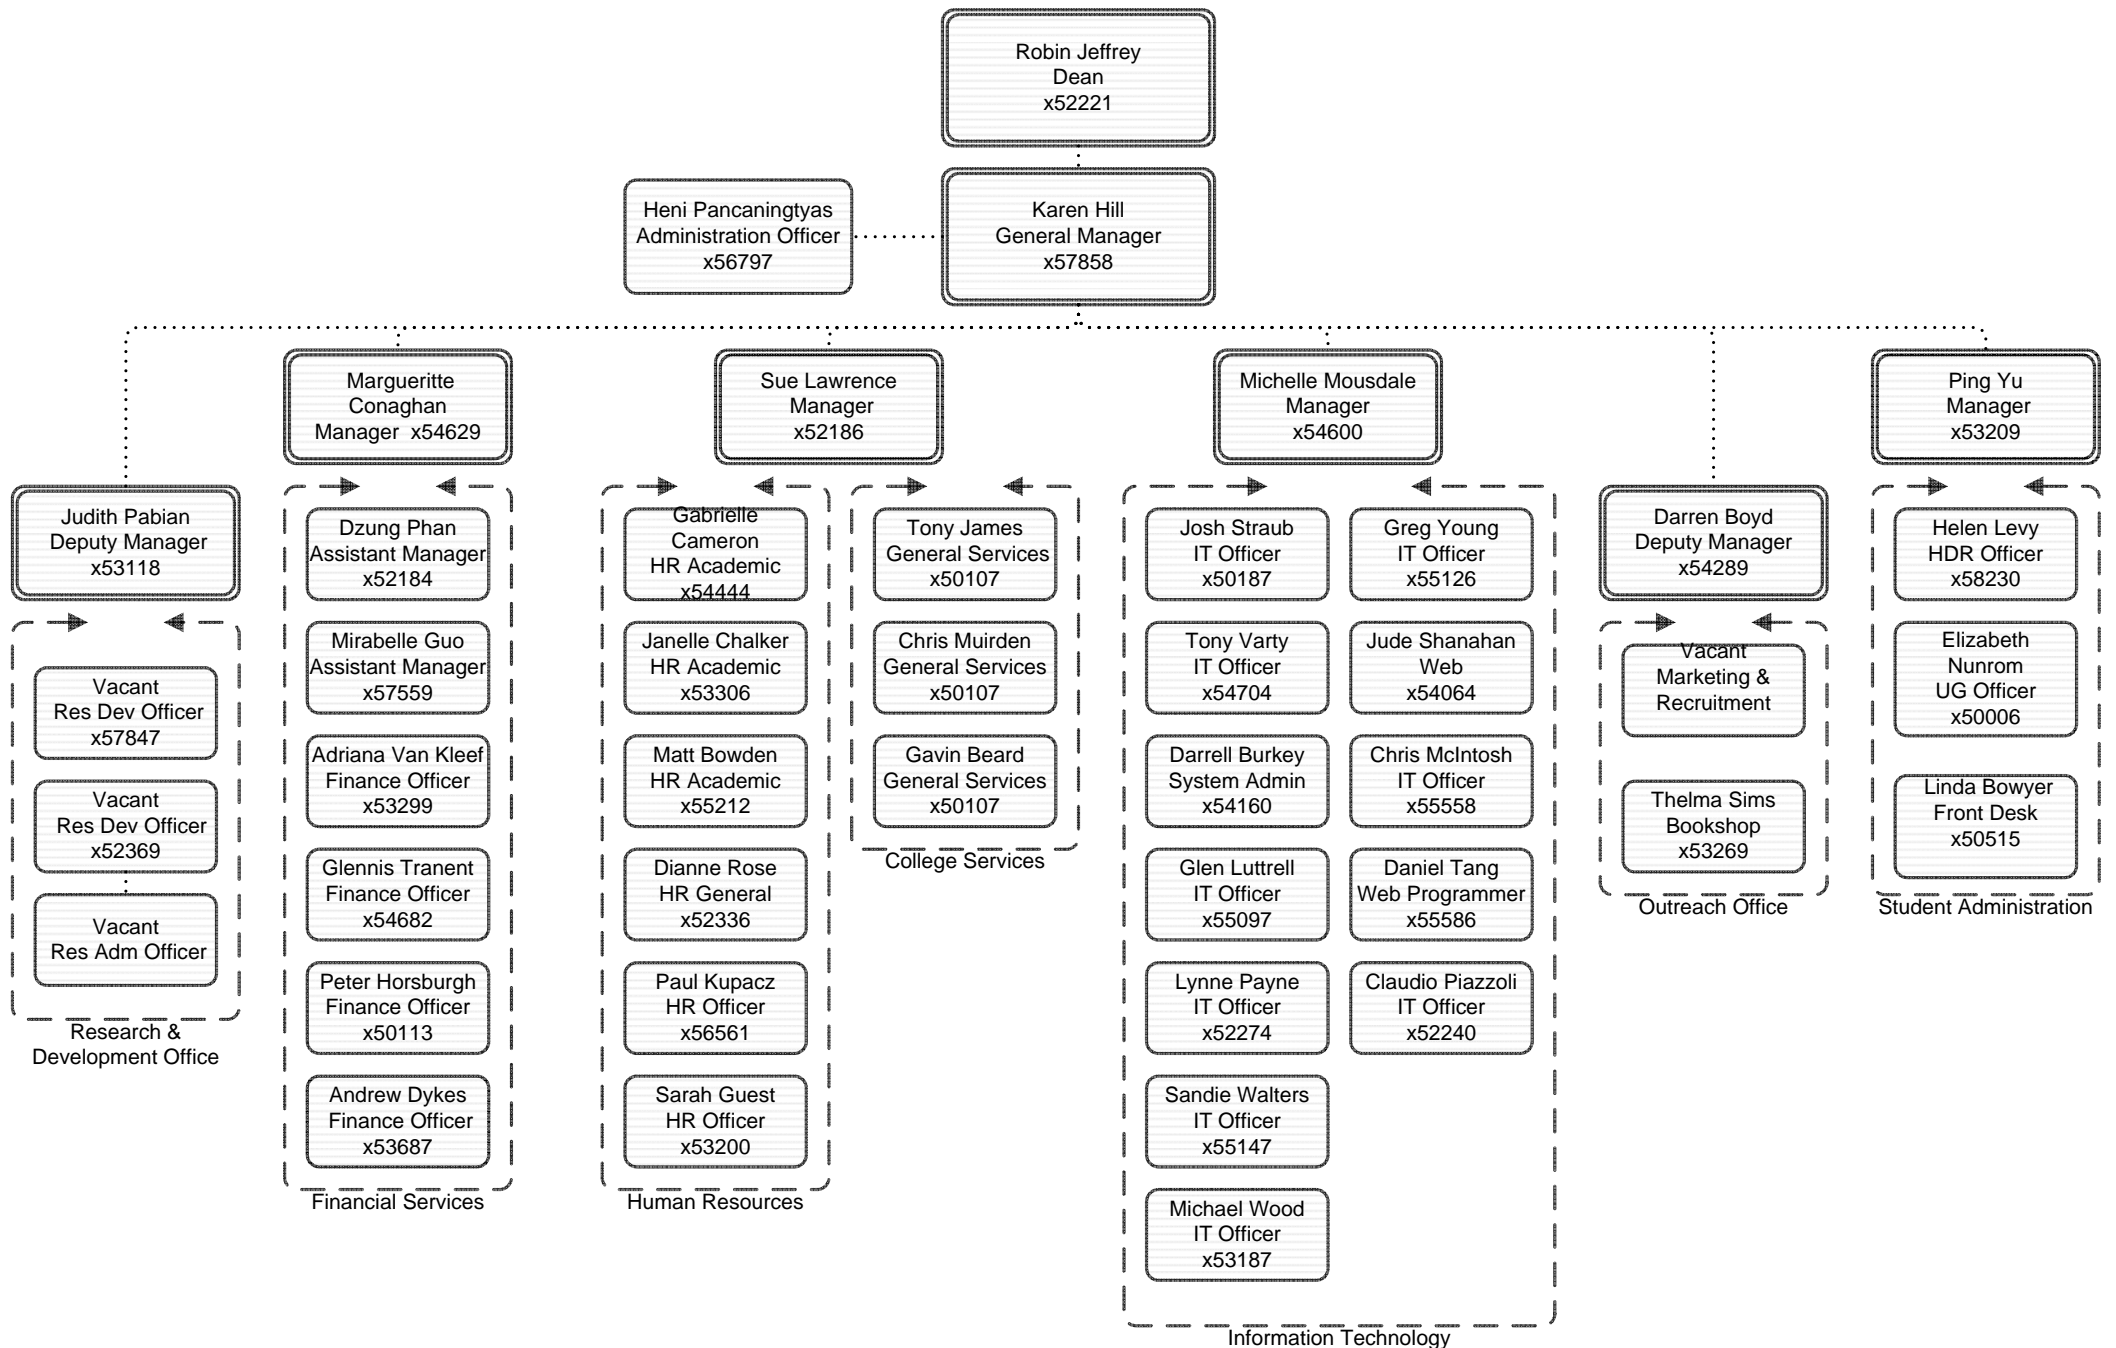 Robin Jeffrey
Dean
x52221
Heni Pancaningtyas
Administration Officer
x56797
Karen Hill
General Manager
x57858
Margueritte
Conaghan
Manager  x54629
Sue Lawrence
Manager
x52186
Michelle Mousdale
Manager
x54600
Ping Yu
Manager
x53209
Judith Pabian
Deputy Manager
x53118
Vacant
Res Dev Officer
x57847
Vacant
Res Dev Officer
x52369
Vacant
Res Adm Officer
Research &
Development Office
Dzung Phan
Assistant Manager
x52184
Mirabelle Guo
Assistant Manager
x57559
Adriana Van Kleef
Finance Officer
x53299
Glennis Tranent
Finance Officer
x54682
Peter Horsburgh
Finance Officer
x50113
Andrew Dykes
Finance Officer
x53687
Financial Services
Gabrielle
Cameron
HR Academic
x54444
Janelle Chalker
HR Academic
x53306
Matt Bowden
HR Academic
x55212
Dianne Rose
HR General
x52336
Paul Kupacz
HR Officer
x56561
Sarah Guest
HR Officer
x53200
Human Resources
Tony James
General Services
x50107
Chris Muirden
General Services
x50107
Gavin Beard
General Services
x50107
College Services
Josh Straub
IT Officer
x50187
Tony Varty
IT Officer
x54704
Darrell Burkey
System Admin
x54160
Glen Luttrell
IT Officer
x55097
Lynne Payne
IT Officer
x52274
Sandie Walters
IT Officer
x55147
Michael Wood
IT Officer
x53187
Greg Young
IT Officer
x55126
Jude Shanahan
Web
x54064
Chris McIntosh
IT Officer
x55558
Daniel Tang
Web Programmer
x55586
Claudio Piazzoli
IT Officer
x52240
Information Technology
Darren Boyd
Deputy Manager
x54289
Vacant
Marketing &
Recruitment
Thelma Sims
Bookshop
x53269
Outreach Office
Helen Levy
HDR Officer
x58230
Elizabeth
Nunrom
UG Officer
x50006
Linda Bowyer
Front Desk
x50515
Student Administration